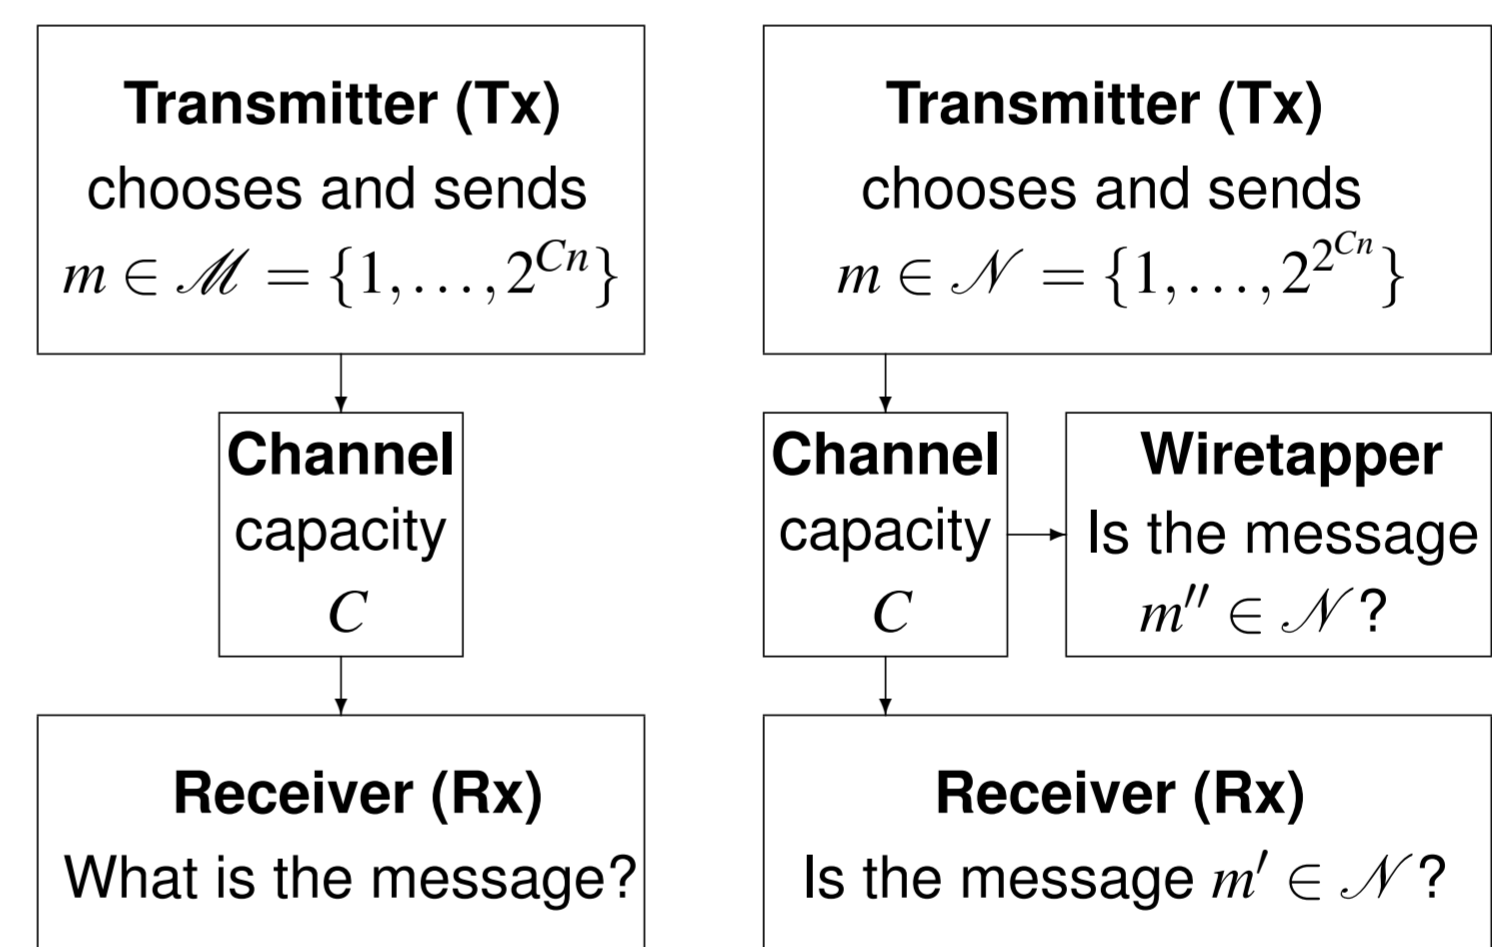 Transmitter (Tx)
chooses and sends
m ∈ ℳ = {1,...,2^{Cn}}
Channel
capacity
C
Receiver (Rx)
What is the message?
Transmitter (Tx)
chooses and sends
m ∈ 𝒩 = {1,...,2^{2^{Cn}}}
Channel
capacity
C
Wiretapper
Is the message
m″ ∈ 𝒩?
Receiver (Rx)
Is the message m′ ∈ 𝒩?